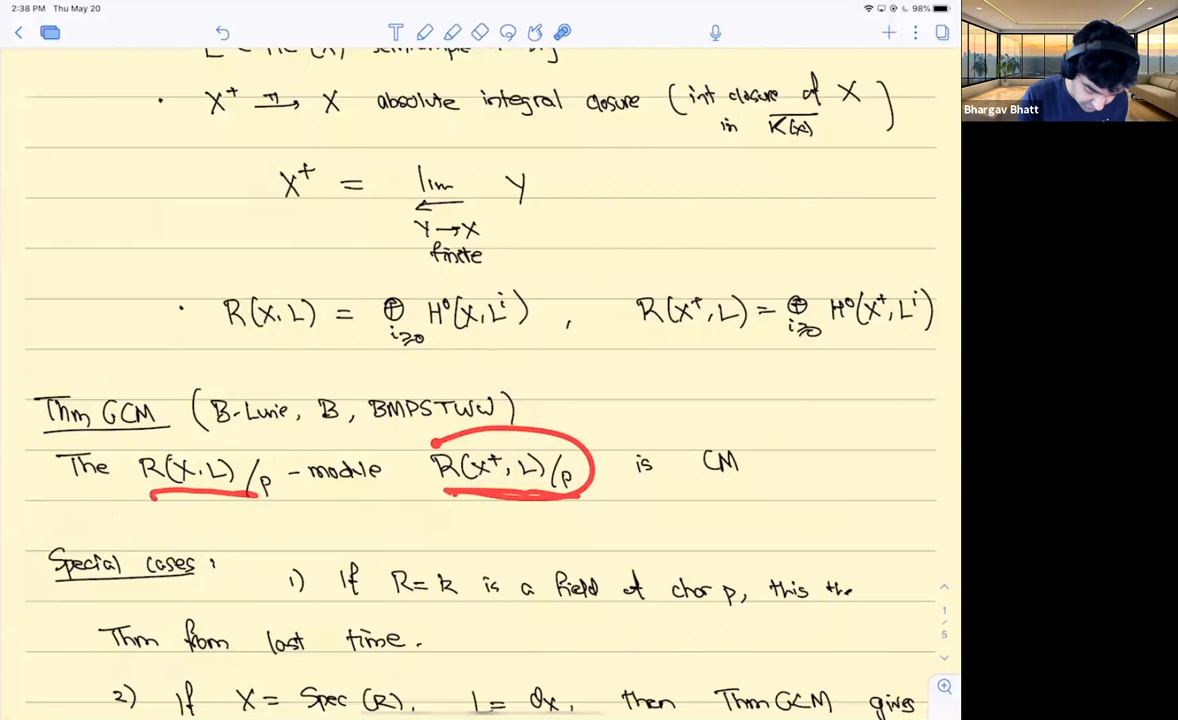 2:38 PM Thu May 20
98%
Bhargav Bhatt
• X⁺ →^π X absolute integral closure ( int closure of X
in K(X)‾ )
X⁺ = lim Y
←
Y→X
finite
• R(X,L) = ⊕ H⁰(X,Lⁱ) , R(X⁺,L) = ⊕ H⁰(X⁺,Lⁱ)
i≥0 i≥0
Thm GCM ( B-Lurie, B, BMPSTWW )
The R(X,L)/p - module R(X⁺,L)/p is CM
Special cases :
1) If R=k is a field of char p, this the
Thm from last time.
2) If X = Spec (R), L = Ox, then Thm GCM gives
1
/
5